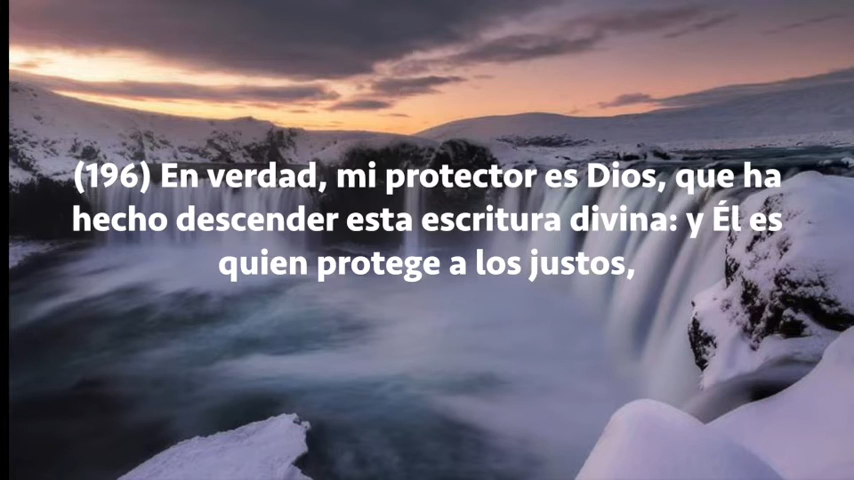 (196) En verdad, mi protector es Dios, que ha
hecho descender esta escritura divina: y Él es
quien protege a los justos,